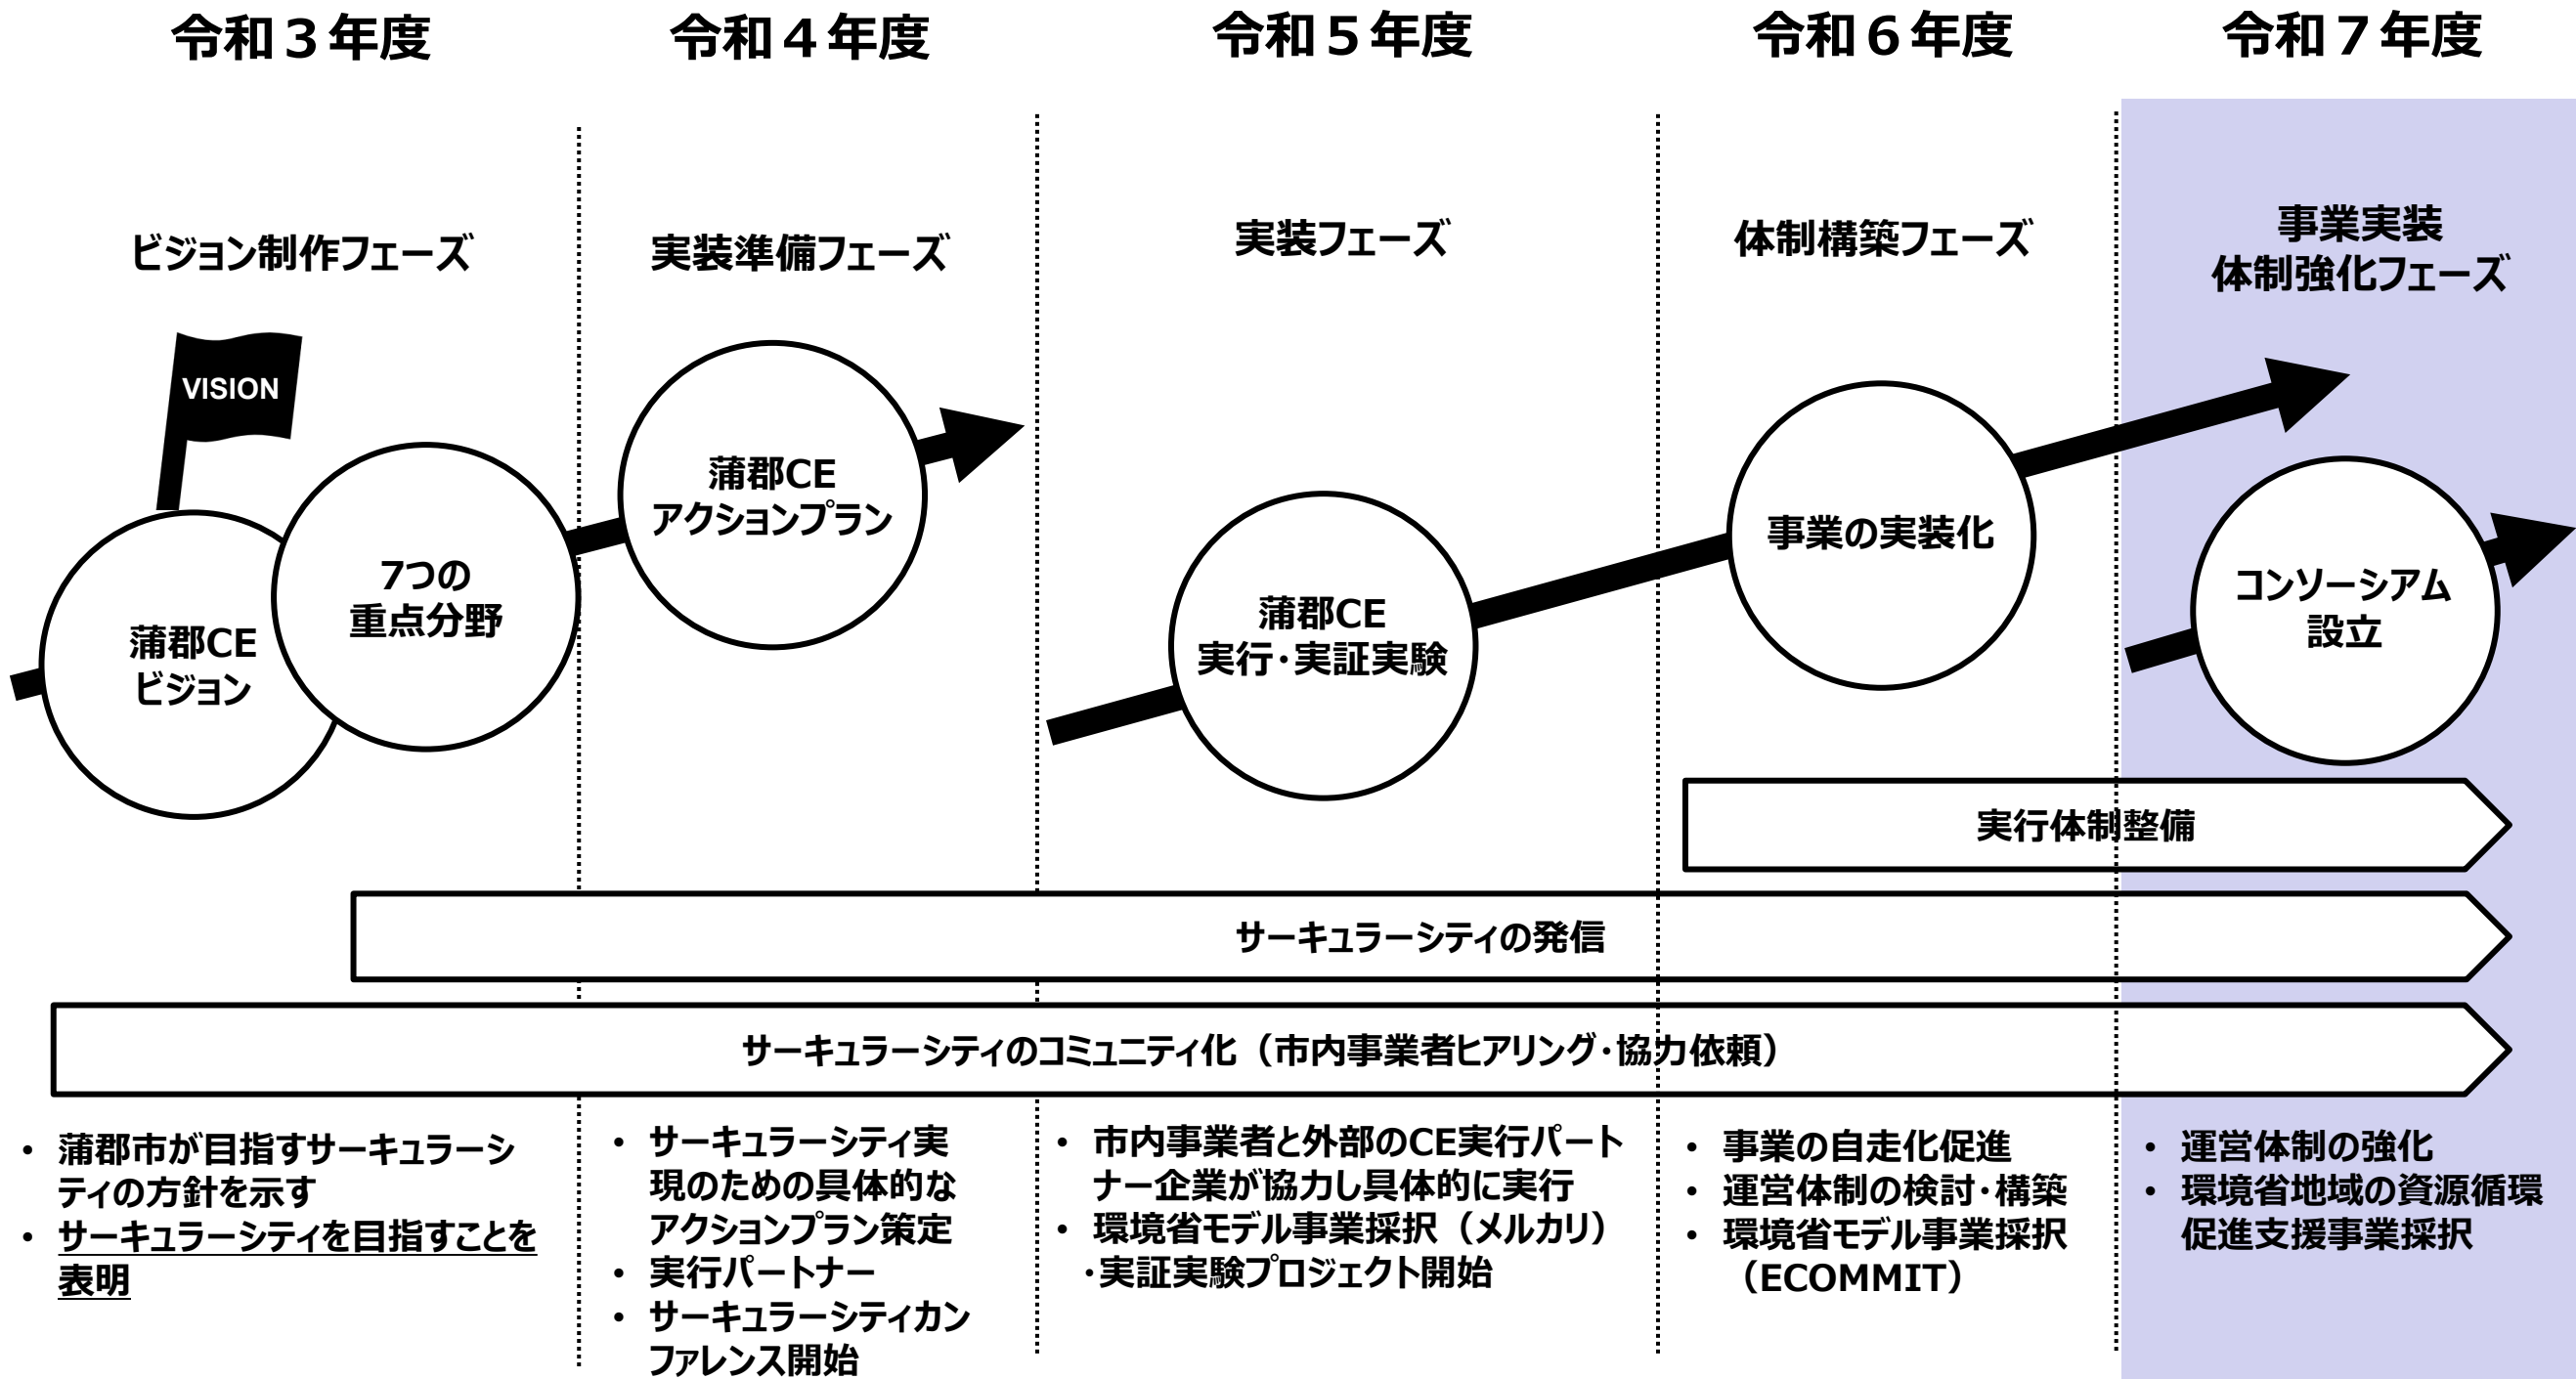 令和３年度
令和４年度
令和５年度
令和６年度
令和７年度
ビジョン制作フェーズ
実装準備フェーズ
実装フェーズ
体制構築フェーズ
事業実装
体制強化フェーズ
VISION
蒲郡CE
ビジョン
7つの
重点分野
蒲郡CE
アクションプラン
蒲郡CE
実行・実証実験
事業の実装化
コンソーシアム
設立
実行体制整備
サーキュラーシティの発信
サーキュラーシティのコミュニティ化（市内事業者ヒアリング・協力依頼）
• 蒲郡市が目指すサーキュラーシ
ティの方針を示す
• サーキュラーシティを目指すことを
表明
• サーキュラーシティ実
現のための具体的な
アクションプラン策定
• 実行パートナー
• サーキュラーシティカン
ファレンス開始
• 市内事業者と外部のCE実行パート
ナー企業が協力し具体的に実行
• 環境省モデル事業採択（メルカリ）
・実証実験プロジェクト開始
• 事業の自走化促進
• 運営体制の検討・構築
• 環境省モデル事業採択
（ECOMMIT）
• 運営体制の強化
• 環境省地域の資源循環
促進支援事業採択